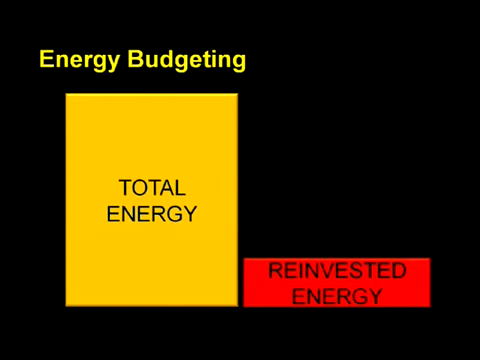 Energy Budgeting
TOTAL
ENERGY
REINVESTED
ENERGY